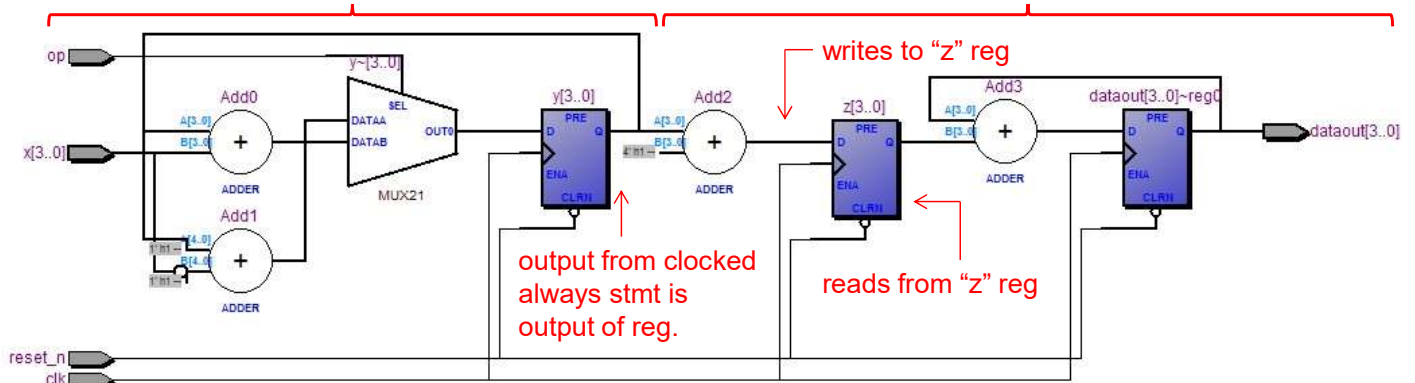 writes to “z” reg
op
y~[3..0]
Add0
SEL
y[3..0]
Add2
z[3..0]
Add3
dataout[3..0]~reg0
A[3..0]
B[3..0]
DATAA
DATAB
OUT0
PRE
D
Q
ENA
CLRN
A[3..0]
B[3..0]
4' h1 --
PRE
D
Q
ENA
CLRN
A[3..0]
B[3..0]
PRE
D
Q
ENA
CLRN
dataout[3..0]
x[3..0]
+
ADDER
MUX21
+
ADDER
+
ADDER
Add1
A[4..0]
1' h1 --
B[4..0]
1' h1 --
+
ADDER
output from clocked
always stmt is
output of reg.
reads from “z” reg
reset_n
clk